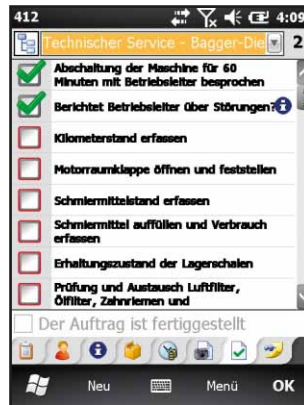 412 4:09
Technischer Service - Bagger-Die 2
Abschaltung der Maschine für 60
Minuten mit Betriebsleiter besprochen
Berichtet Betriebsleiter über Störungen?
Kilometerstand erfassen
Motorraumklappe öffnen und feststellen
Schmiermittelstand erfassen
Schmiermittel auffüllen und Verbrauch
erfassen
Erhaltungszustand der Lagerschalen
Prüfung und Austausch Luftfilter,
Ölfilter, Zahnriemen und
Der Auftrag ist fertiggestellt
Neu Menü OK